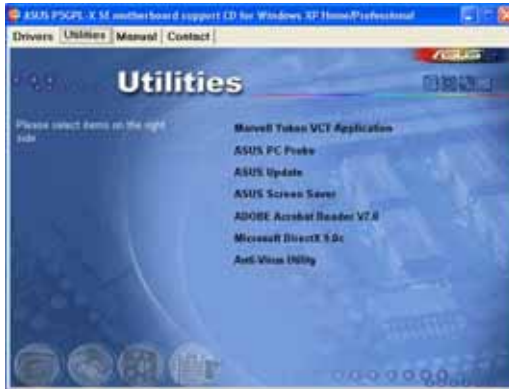 ASUS P5GPL-X SE motherboard support CD for Windows XP Home/Professional
Drivers Utilities Manual Contact
ASUS
Utilities
Please select items on the right
side
Marvell Yukon VCT Application
ASUS PC Probe
ASUS Update
ASUS Screen Saver
ADOBE Acrobat Reader V7.0
Microsoft DirectX 9.0c
Anti-Virus Utility